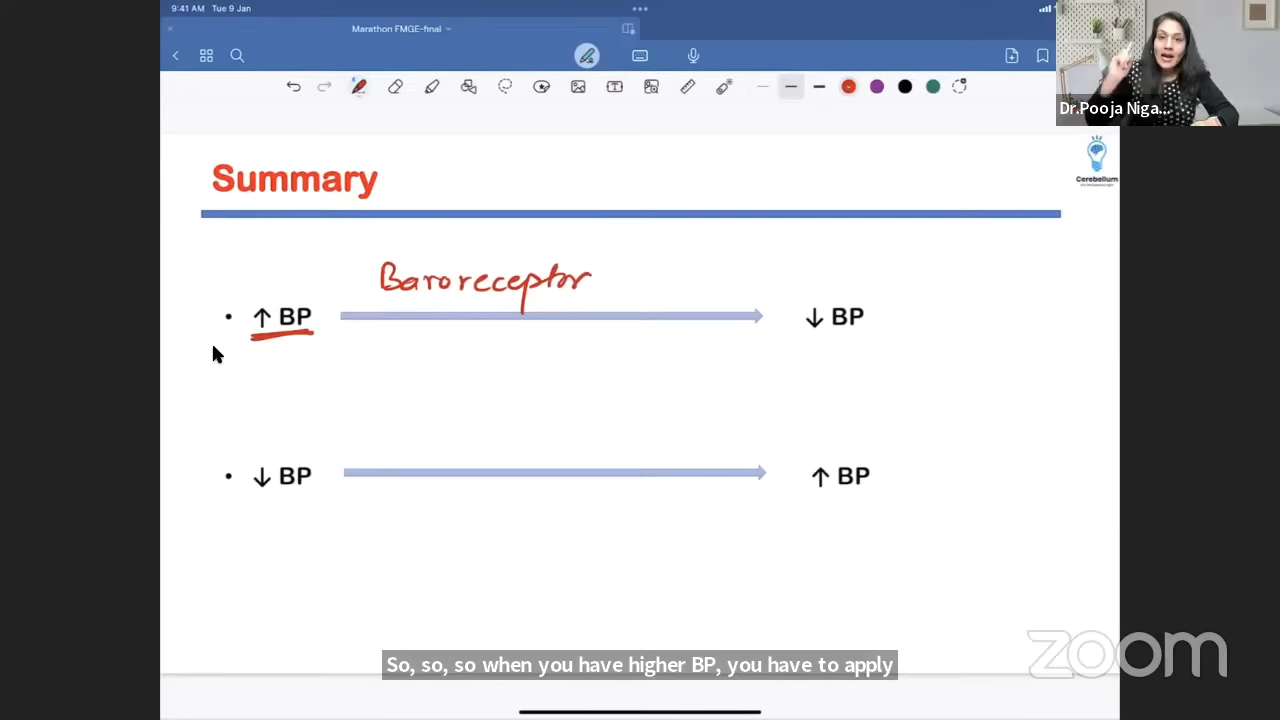 9:41 AM Tue 9 Jan
Marathon FMGE-final
Dr.Pooja Niga...
Cerebellum
Summary
Baroreceptor
• ↑ BP ↓ BP
• ↓ BP ↑ BP
So, so, so when you have higher BP, you have to apply
zoom